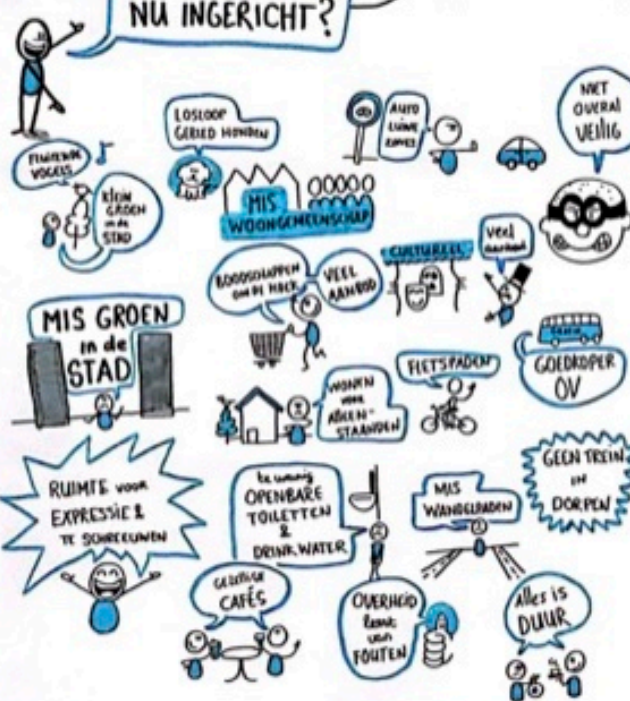 NU INGERICHT?
LOSLOOP
GEBIED HONDEN
AUTO
LUWE
NIET
OVERAL
VEILIG
FLUITENDE
VOGELS
KLEIN
GROEN
in de
STAD
MIS
WOONGEMEENSCHAP
BOODSCHAPPEN
OM DE HOEK
VEEL
AANBOD
CULTUREEL
veel
aanbod
MIS GROEN
in de
STAD
WONEN
voor
ALLEEN-
STAANDEN
FIETSPADEN
GOEDKOPER
OV
RUIMTE voor
EXPRESSIE &
TE SCHREEUWEN
te weinig
OPENBARE
TOILETTEN
&
DRINKWATER
MIS
WANDELPADEN
GEEN TREIN
IN
DORPEN
GEZELLIGE
CAFÉS
OVERHEID
leert
van
FOUTEN
Alles is
DUUR